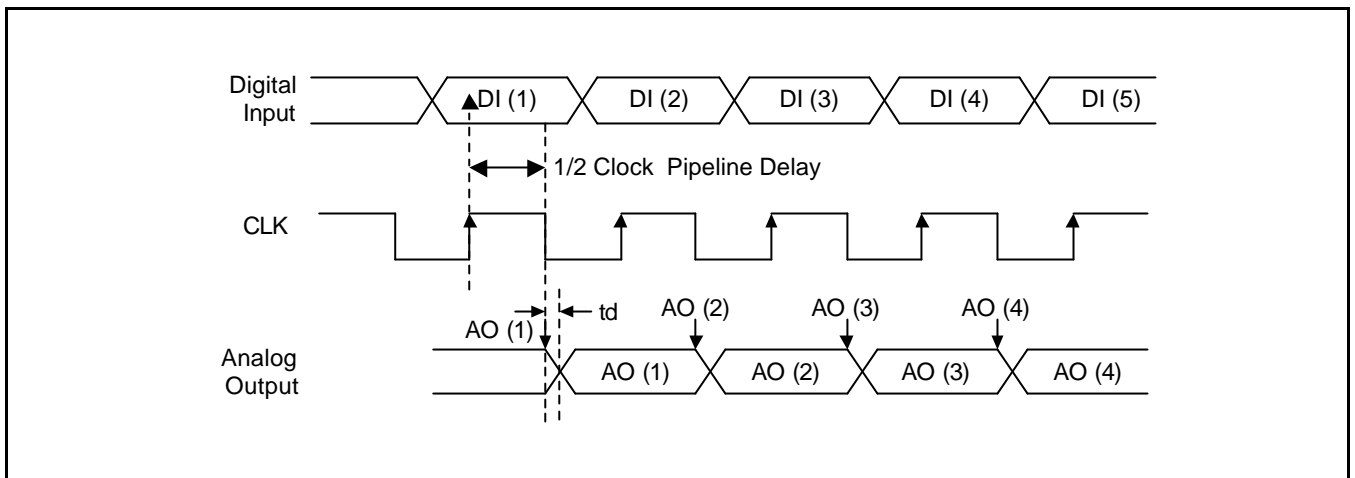 Digital
Input
DI (1)
DI (2)
DI (3)
DI (4)
DI (5)
1/2 Clock Pipeline Delay
CLK
td
AO (1)
AO (2)
AO (3)
AO (4)
Analog
Output
AO (1)
AO (2)
AO (3)
AO (4)